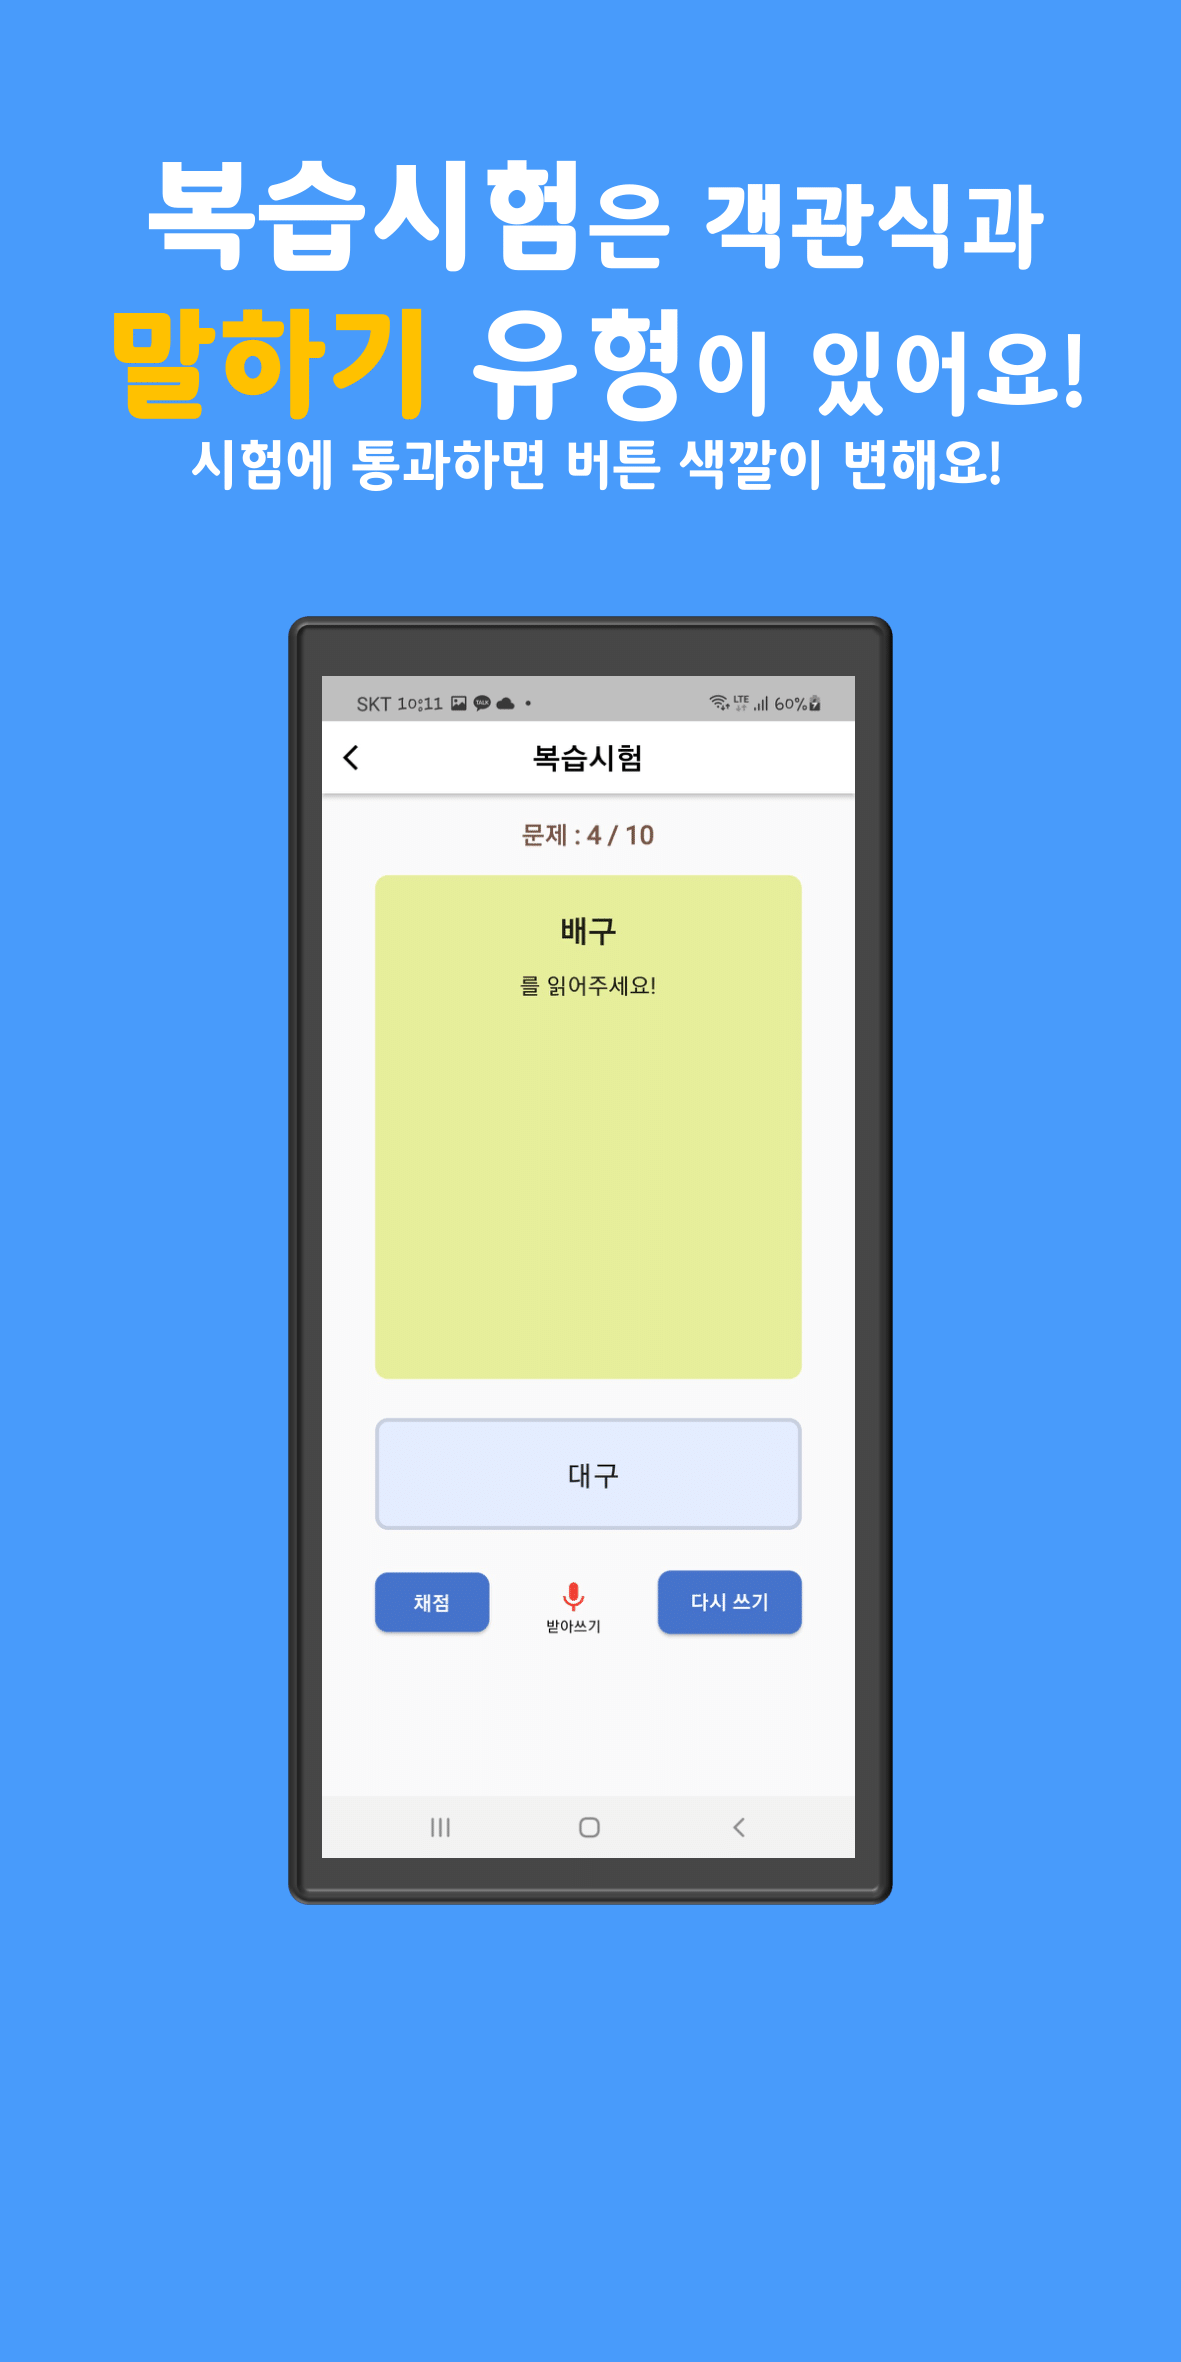 복습시험은 객관식과
말하기 유형이 있어요!
시험에 통과하면 버튼 색깔이 변해요!
SKT 10:11 TALK LTE 60%
복습시험
문제 : 4 / 10
배구
를 읽어주세요!
대구
채점
받아쓰기
다시 쓰기